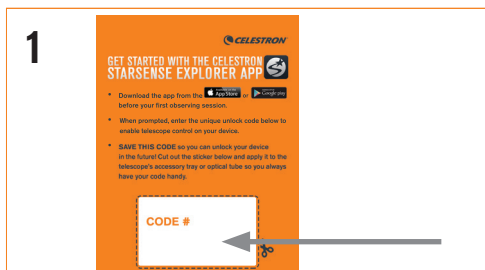 1
CELESTRON
GET STARTED WITH THE CELESTRON
STARSENSE EXPLORER APP
• Download the app from the App Store or Google play
before your first observing session.
• When prompted, enter the unique unlock code below to
enable telescope control on your device.
• SAVE THIS CODE so you can unlock your device
in the future! Cut out the sticker below and apply it to the
telescope's accessory tray or optical tube so you always
have your code handy.
CODE #